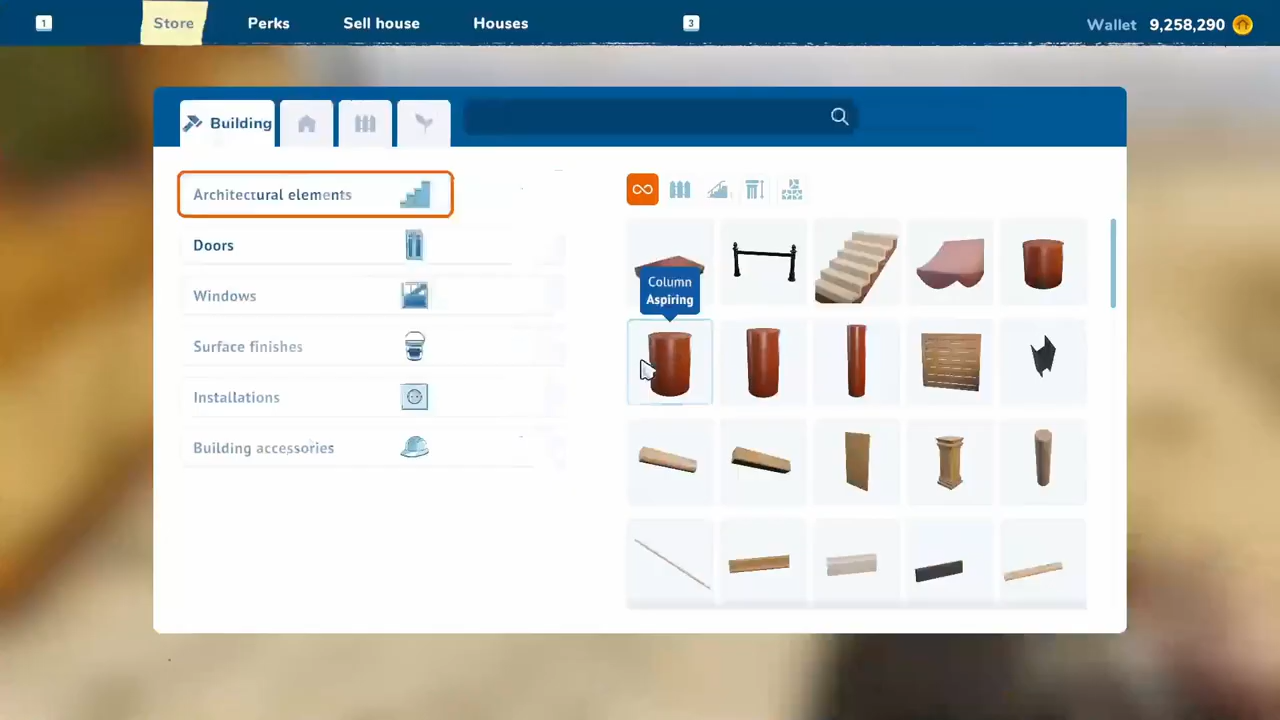 1
Store
Perks
Sell house
Houses
3
Wallet 9,258,290
Building
Architectural elements
Doors
Windows
Surface finishes
Installations
Building accessories
Column
Aspiring